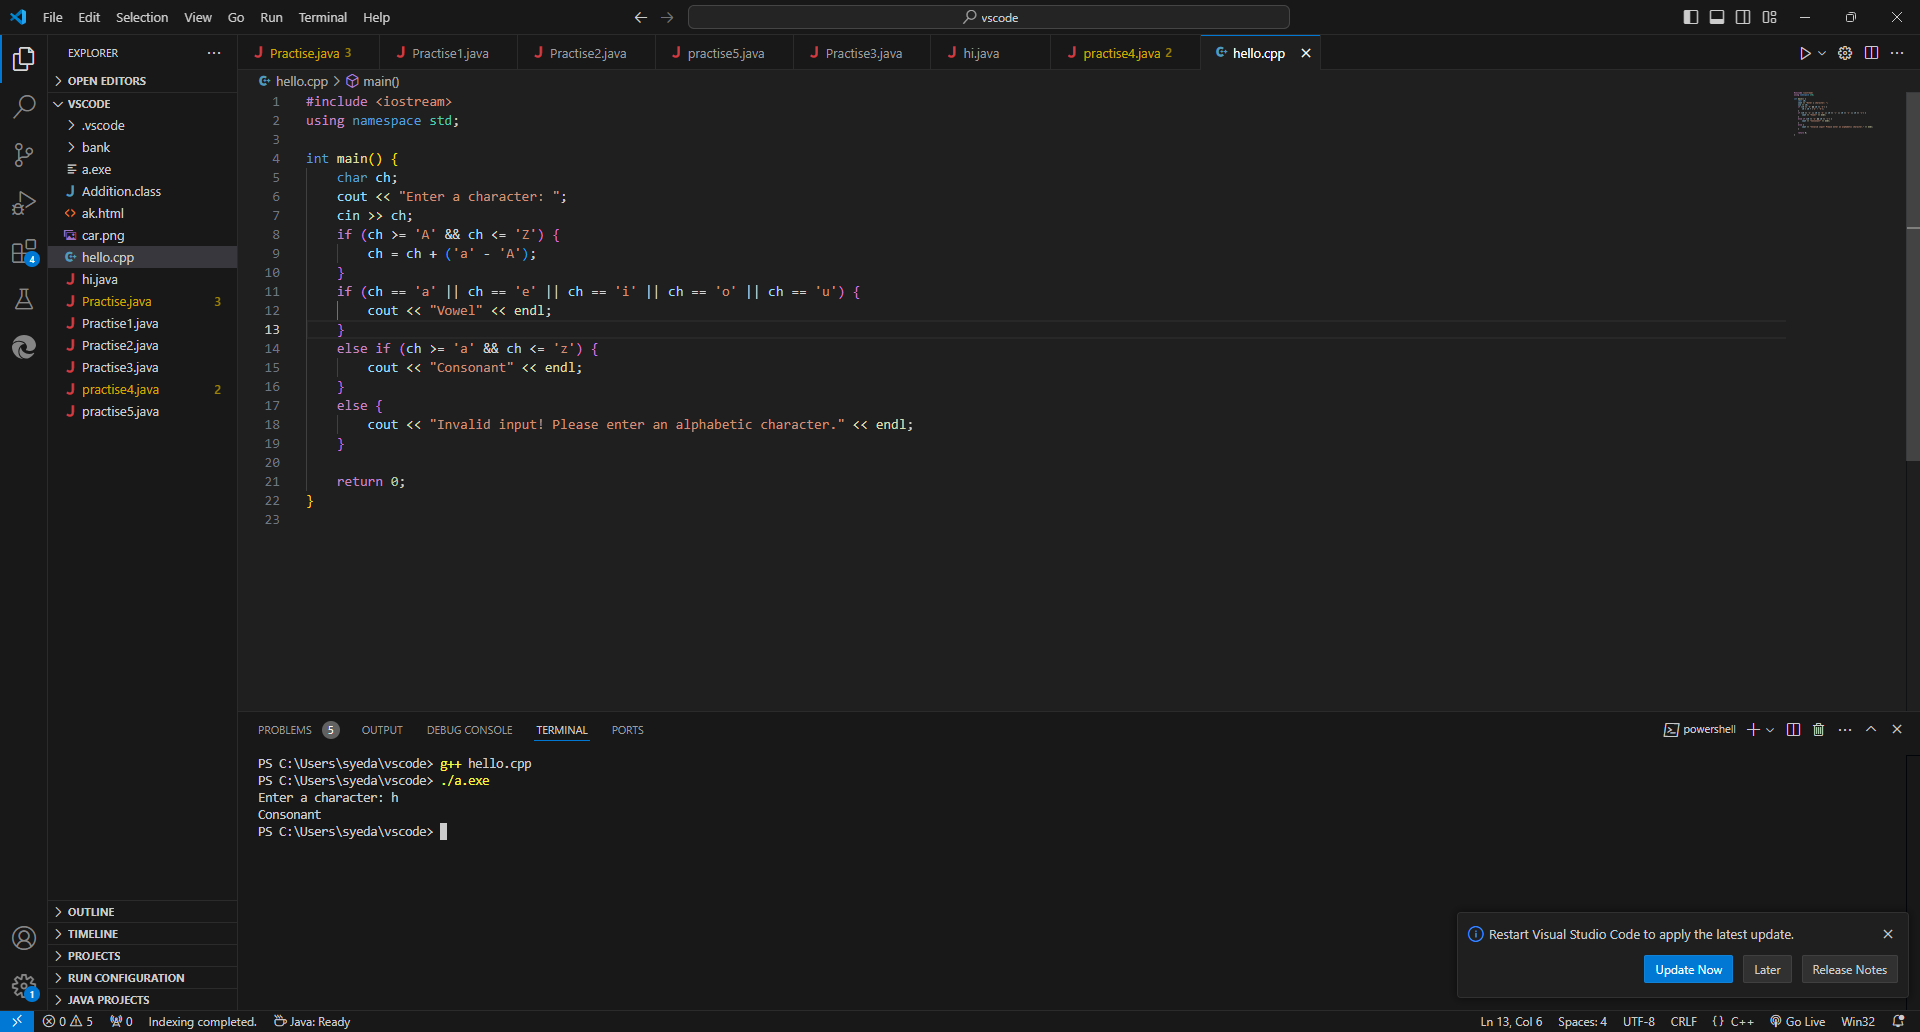 File Edit Selection View Go Run Terminal Help
vscode
EXPLORER
OPEN EDITORS
VSCODE
.vscode
bank
a.exe
Addition.class
ak.html
car.png
hello.cpp
hi.java
Practise.java 3
Practise1.java
Practise2.java
Practise3.java
practise4.java 2
practise5.java
OUTLINE
TIMELINE
PROJECTS
RUN CONFIGURATION
JAVA PROJECTS
4
1
Practise.java 3 Practise1.java Practise2.java practise5.java Practise3.java hi.java practise4.java 2 hello.cpp
hello.cpp > main()
1 #include <iostream>
2 using namespace std;
3
4 int main() {
5 char ch;
6 cout << "Enter a character: ";
7 cin >> ch;
8 if (ch >= 'A' && ch <= 'Z') {
9 ch = ch + ('a' - 'A');
10 }
11 if (ch == 'a' || ch == 'e' || ch == 'i' || ch == 'o' || ch == 'u') {
12 cout << "Vowel" << endl;
13 }
14 else if (ch >= 'a' && ch <= 'z') {
15 cout << "Consonant" << endl;
16 }
17 else {
18 cout << "Invalid input! Please enter an alphabetic character." << endl;
19 }
20
21 return 0;
22 }
23
PROBLEMS 5 OUTPUT DEBUG CONSOLE TERMINAL PORTS
powershell
PS C:\Users\syeda\vscode> g++ hello.cpp
PS C:\Users\syeda\vscode> ./a.exe
Enter a character: h
Consonant
PS C:\Users\syeda\vscode>
Restart Visual Studio Code to apply the latest update.
Update Now Later Release Notes
0 5 0 Indexing completed. Java: Ready
Ln 13, Col 6 Spaces: 4 UTF-8 CRLF {} C++ Go Live Win32